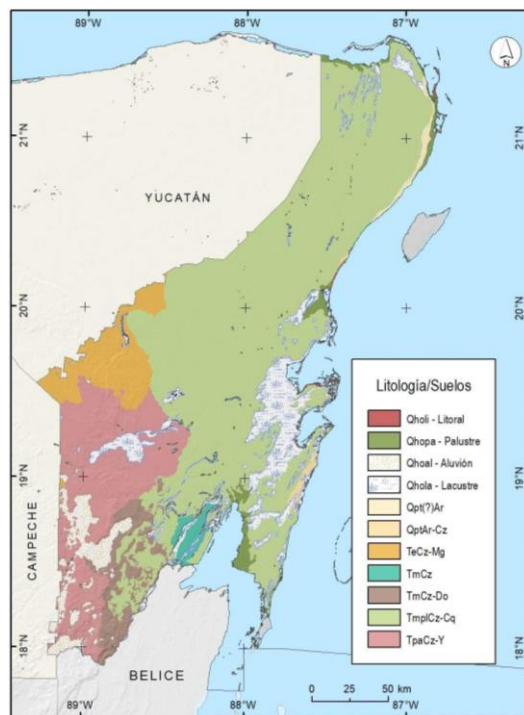 89°W 88°W 87°W
N
21°N 21°N
YUCATÁN
20°N 20°N
Litología/Suelos
Qholi - Litoral
Qhopa - Palustre
Qhoal - Aluvión
Qhola - Lacustre
Qpt(?)Ar
QptAr-Cz
TeCz-Mg
TmCz
TmCz-Do
TmplCz-Cq
TpaCz-Y
19°N 19°N
CAMPECHE
18°N 18°N
BELICE
0 25 50 km
89°W 88°W 87°W